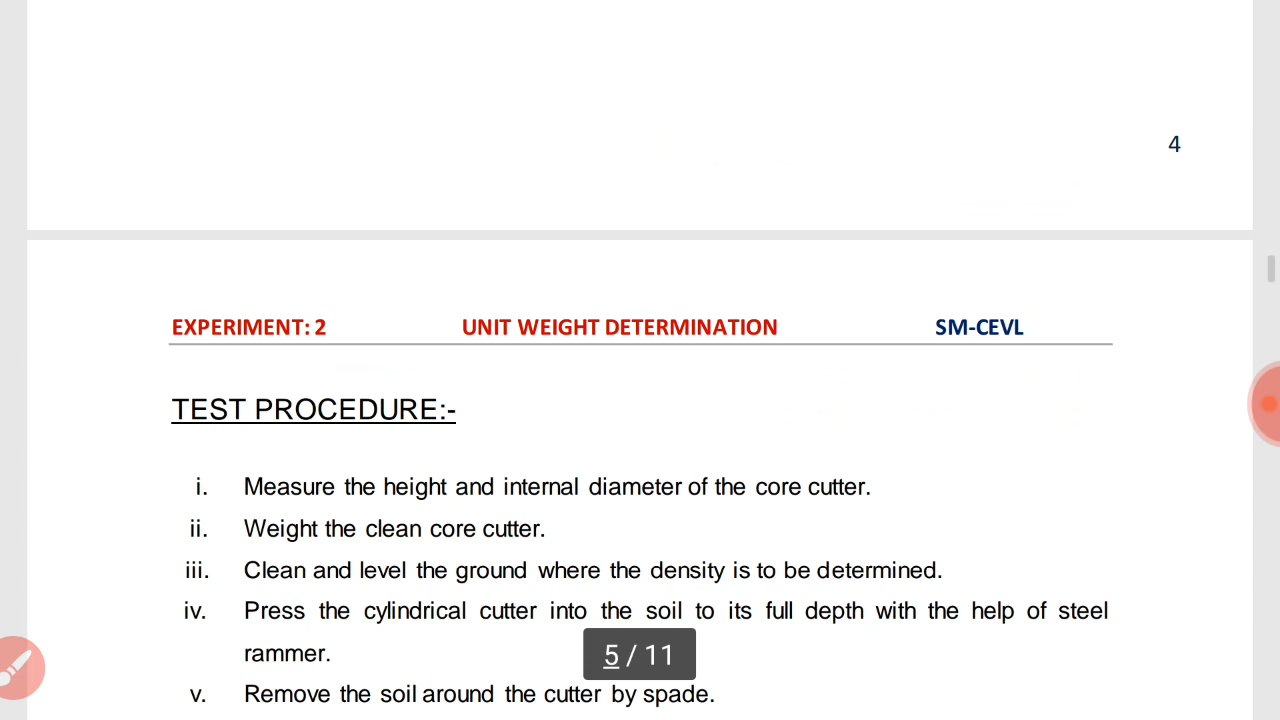 4
EXPERIMENT: 2 UNIT WEIGHT DETERMINATION SM-CEVL
TEST PROCEDURE:-
i. Measure the height and internal diameter of the core cutter.
ii. Weight the clean core cutter.
iii. Clean and level the ground where the density is to be determined.
iv. Press the cylindrical cutter into the soil to its full depth with the help of steel
rammer.
5 / 11
v. Remove the soil around the cutter by spade.